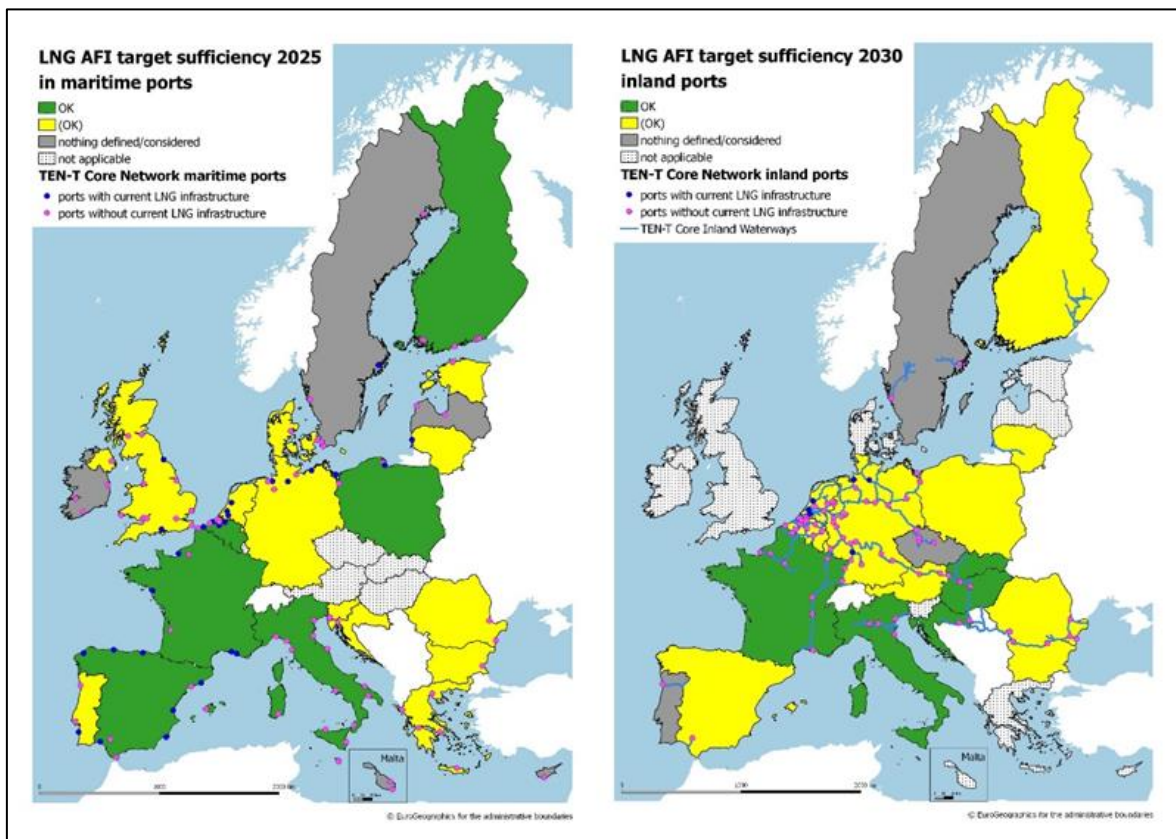 LNG AFI target sufficiency 2025
in maritime ports
OK
(OK)
nothing defined/considered
not applicable
TEN-T Core Network maritime ports
ports with current LNG infrastructure
ports without current LNG infrastructure
Malta
© EuroGeographics for the administrative boundaries
LNG AFI target sufficiency 2030
inland ports
OK
(OK)
nothing defined/considered
not applicable
TEN-T Core Network inland ports
ports with current LNG infrastructure
ports without current LNG infrastructure
TEN-T Core Inland Waterways
Malta
© EuroGeographics for the administrative boundaries